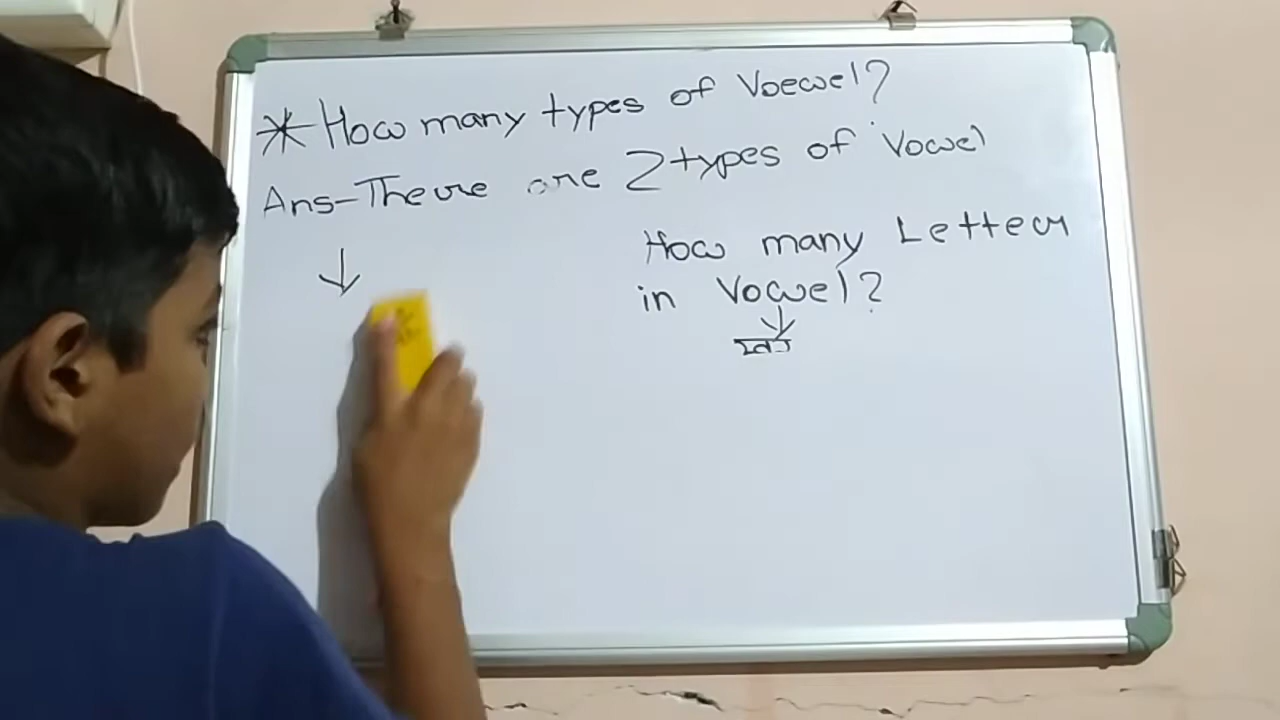 * How many types of Voewel?
Ans-There are 2 types of Vowel
↓
How many Letter
in Vowel?
↓